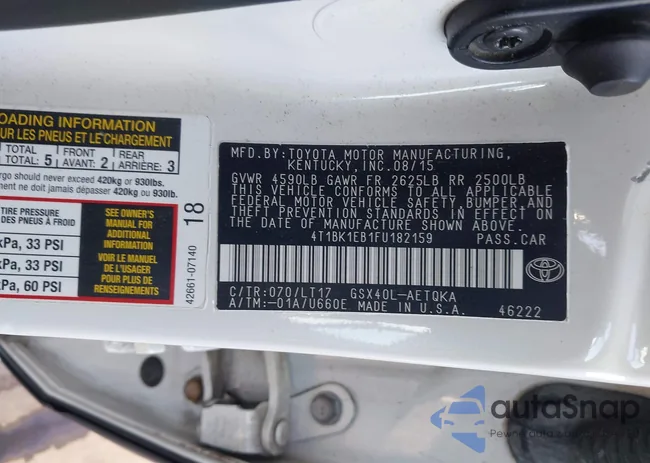 LOADING INFORMATION
UR LES PNEUS ET LE CHARGEMENT
TOTAL 5 FRONT 2 REAR 3
TOTAL AVANT: ARRIÈRE:
rgo should never exceed 420kg or 930lbs.
nent ne doit jamais dépasser 420kg ou 930lbs.
TIRE PRESSURE
DES PNEUS À FROID
kPa, 33 PSI
kPa, 33 PSI
kPa, 60 PSI
SEE OWNER'S
MANUAL FOR
ADDITIONAL
INFORMATION
VOIR LE MANUEL
DE L'USAGER
POUR PLUS DE
RENSEIGNEMENTS
42661-07140 18
MFD.BY: TOYOTA MOTOR MANUFACTURING,
KENTUCKY, INC. 08/15
GVWR 4590LB GAWR FR 2625LB RR 2500LB
THIS VEHICLE CONFORMS TO ALL APPLICABLE
FEDERAL MOTOR VEHICLE SAFETY,BUMPER,AND
THEFT PREVENTION STANDARDS IN EFFECT ON
THE DATE OF MANUFACTURE SHOWN ABOVE.
4T1BK1EB1FU182159 PASS.CAR
C/TR:070/LT17 GSX40L-AETQKA
A/TM:-01A/U660E MADE IN U.S.A.
46222
autoSnap